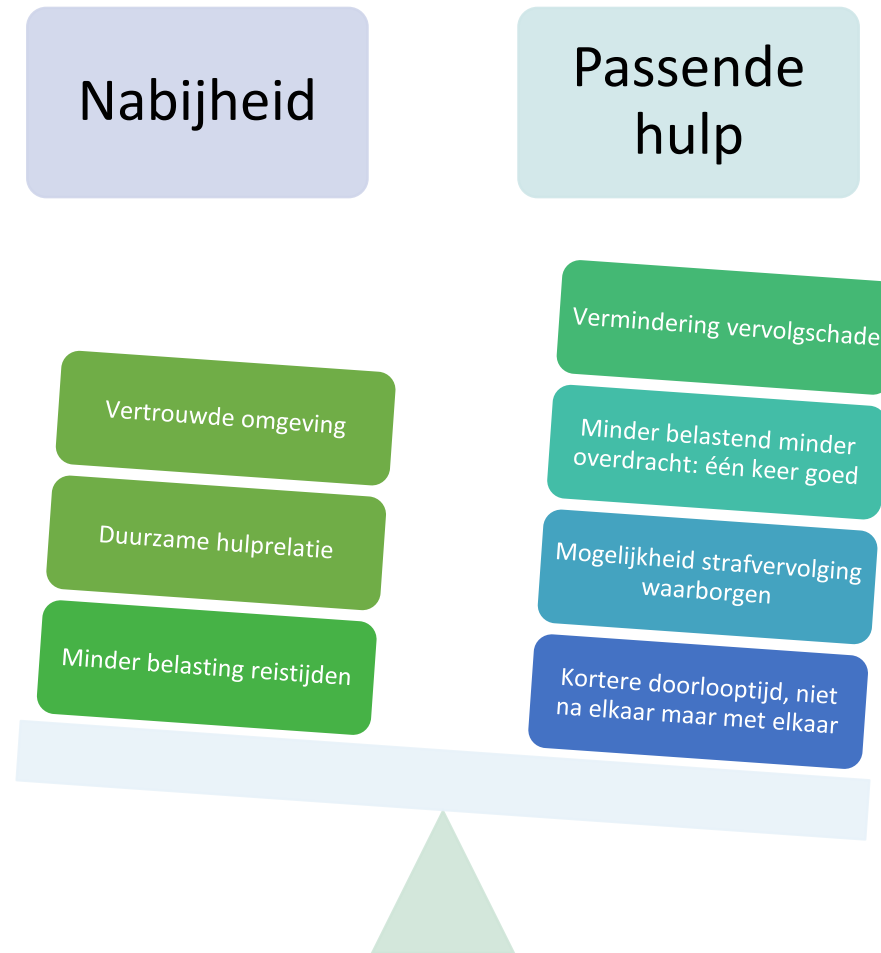 Nabijheid
Passende
hulp
Vertrouwde omgeving
Duurzame hulprelatie
Minder belasting reistijden
Vermindering vervolgschade
Minder belastend minder
overdracht: één keer goed
Mogelijkheid strafvervolging
waarborgen
Kortere doorlooptijd, niet
na elkaar maar met elkaar